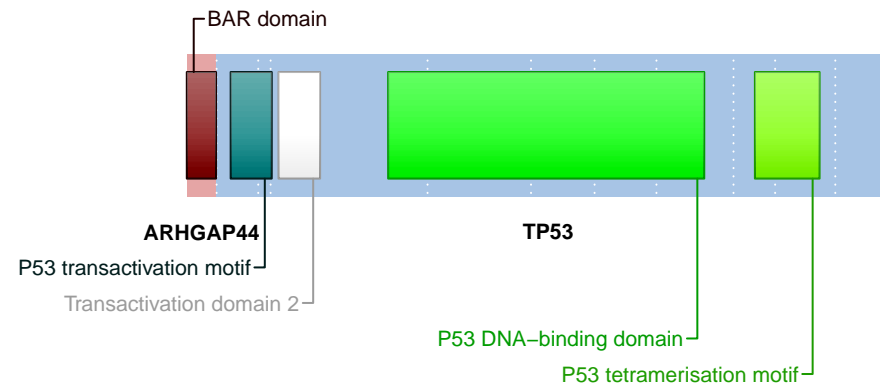 BAR domain
ARHGAP44
TP53
P53 transactivation motif
Transactivation domain 2
P53 DNA−binding domain
P53 tetramerisation motif